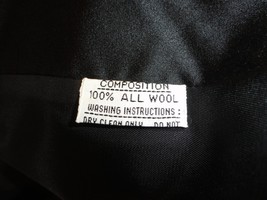 COMPOSITION
100% ALL WOOL
WASHING INSTRUCTIONS :
DRY CLEAN ONLY DO NOT